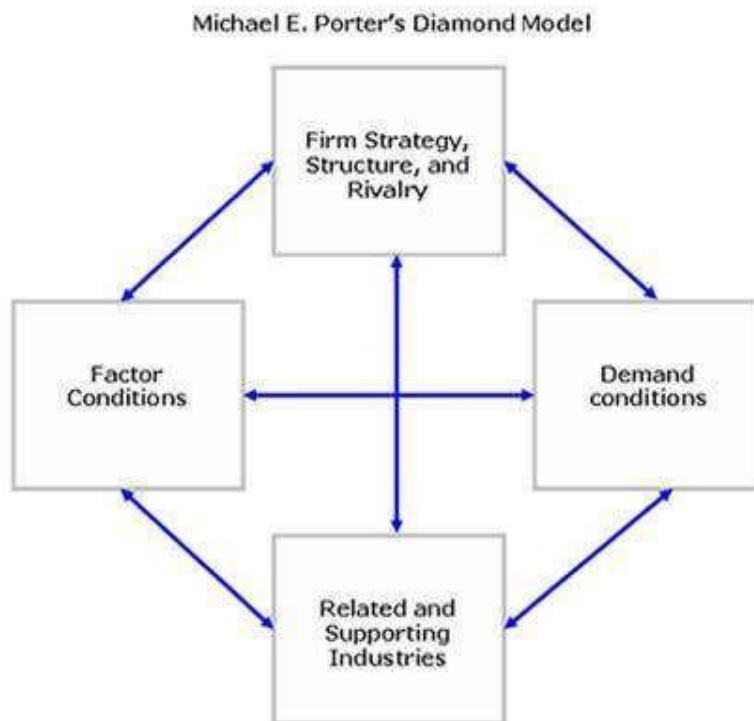 Michael E. Porter's Diamond Model
Firm Strategy,
Structure, and
Rivalry
Factor
Conditions
Demand
conditions
Related and
Supporting
Industries